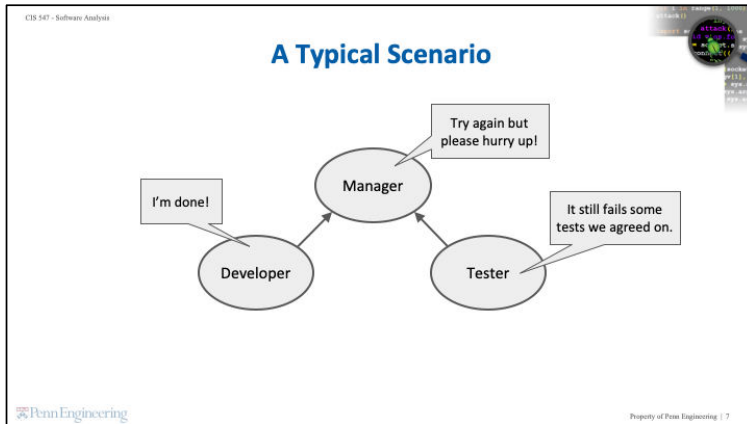 CIS 547 - Software Analysis
A Typical Scenario
Try again but
please hurry up!
Manager
I'm done!
It still fails some
tests we agreed on.
Developer
Tester
Penn Engineering
Property of Penn Engineering | 7